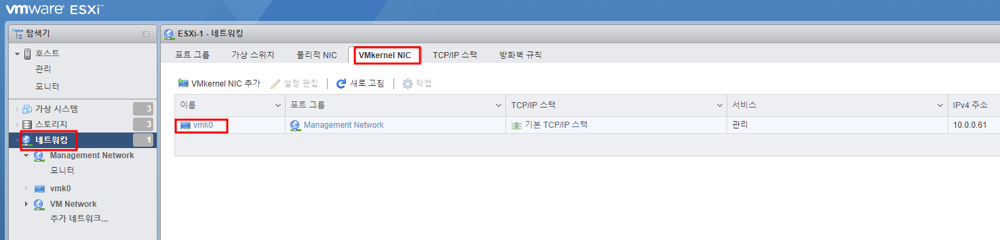 vmware ESXi™
탐색기
호스트
관리
모니터
가상 시스템 3
스토리지 3
네트워킹 1
Management Network
모니터
vmk0
VM Network
추가 네트워크...
ESXi-1 - 네트워킹
포트 그룹 가상 스위치 물리적 NIC VMkernel NIC TCP/IP 스택 방화벽 규칙
VMkernel NIC 추가 설정 편집 새로 고침 작업
이름 포트 그룹 TCP/IP 스택 서비스 IPv4 주소
vmk0 Management Network 기본 TCP/IP 스택 관리 10.0.0.61